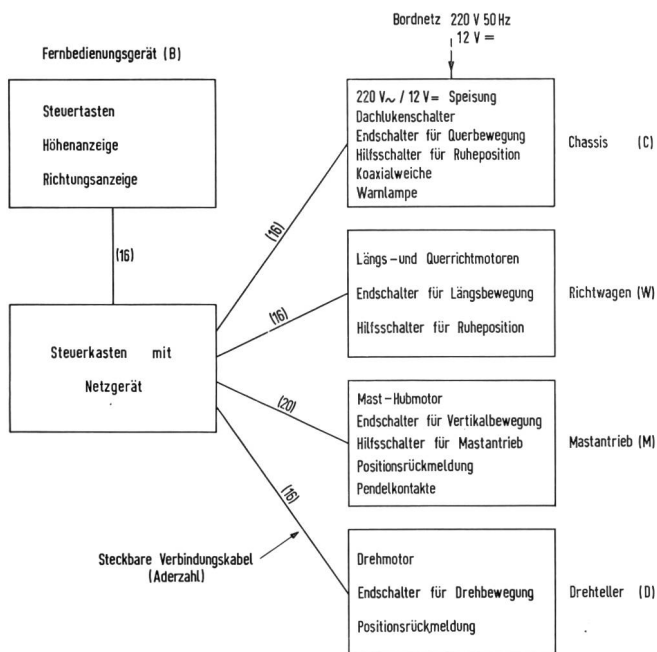 Bordnetz 220 V 50 Hz
12 V =
Fernbedienungsgerät (B)
Steuertasten
Höhenanzeige
Richtungsanzeige
(16)
Steuerkasten mit
Netzgerät
220 V~ / 12 V= Speisung
Dachlukenschalter
Endschalter für Querbewegung
Hilfsschalter für Ruheposition
Koaxialweiche
Warnlampe
Chassis (C)
(16)
Längs-und Querrichtmotoren
Endschalter für Längsbewegung
Hilfsschalter für Ruheposition
Richtwagen (W)
(16)
Mast-Hubmotor
Endschalter für Vertikalbewegung
Hilfsschalter für Mastantrieb
Positionsrückmeldung
Pendelkontakte
Mastantrieb (M)
(20)
Drehmotor
Endschalter für Drehbewegung
Positionsrückmeldung
Drehteller (D)
(16)
Steckbare Verbindungskabel
(Aderzahl)